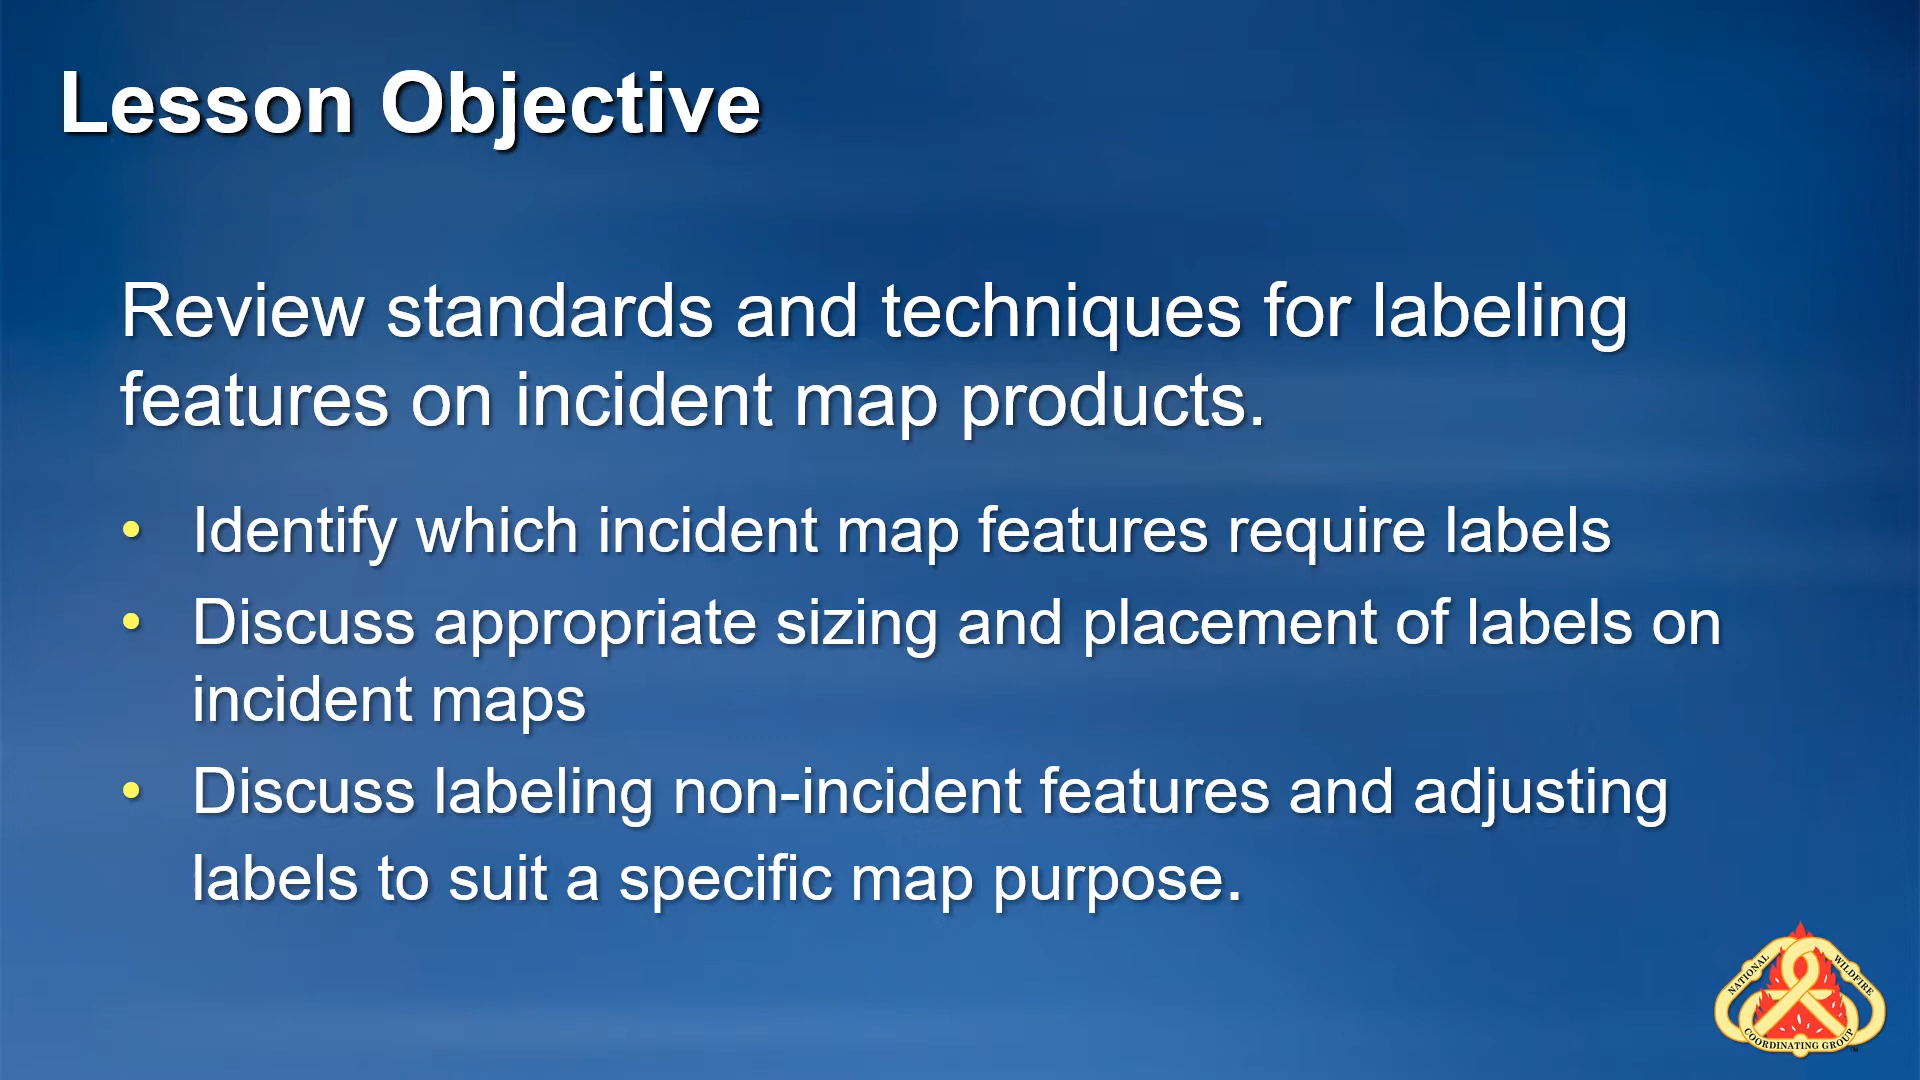 Lesson Objective
Review standards and techniques for labeling
features on incident map products.
• Identify which incident map features require labels
• Discuss appropriate sizing and placement of labels on
incident maps
• Discuss labeling non-incident features and adjusting
labels to suit a specific map purpose.
NATIONAL WILDFIRE
COORDINATING GROUP
™